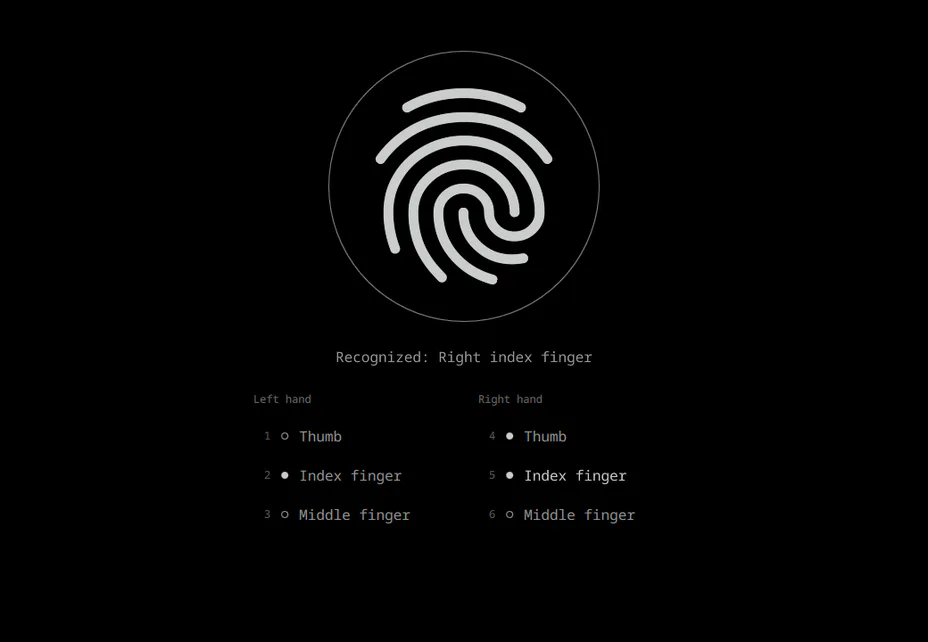 Recognized: Right index finger
Left hand
1 Thumb
2 Index finger
3 Middle finger
Right hand
4 Thumb
5 Index finger
6 Middle finger